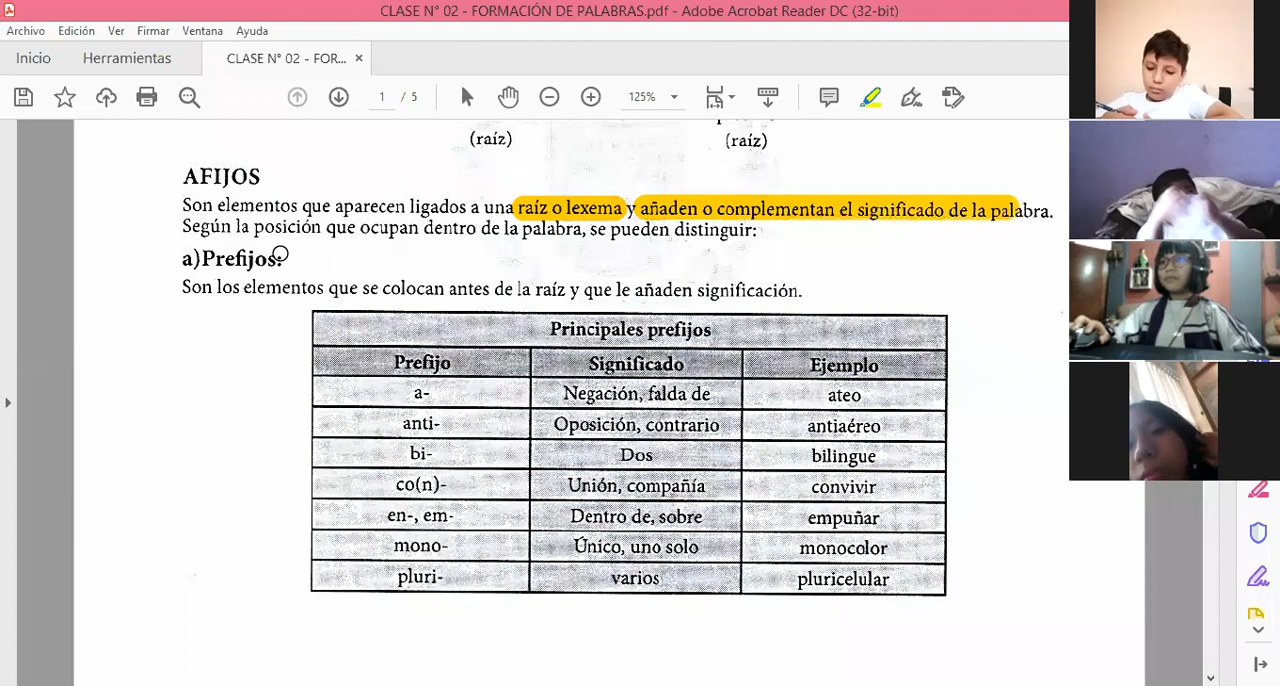 CLASE N° 02 - FORMACIÓN DE PALABRAS.pdf - Adobe Acrobat Reader DC (32-bit)
Archivo Edición Ver Firmar Ventana Ayuda
Inicio Herramientas CLASE N° 02 - FOR... ×
1 / 5 125%
(raíz) (raíz)
AFIJOS
Son elementos que aparecen ligados a una raíz o lexema y añaden o complementan el significado de la palabra.
Según la posición que ocupan dentro de la palabra, se pueden distinguir:
a)Prefijos:
Son los elementos que se colocan antes de la raíz y que le añaden significación.
Principales prefijos
Prefijo Significado Ejemplo
a- Negación, falda de ateo
anti- Oposición, contrario antiaéreo
bi- Dos bilingue
co(n)- Unión, compañía convivir
en-, em- Dentro de, sobre empuñar
mono- Único, uno solo monocolor
pluri- varios pluricelular